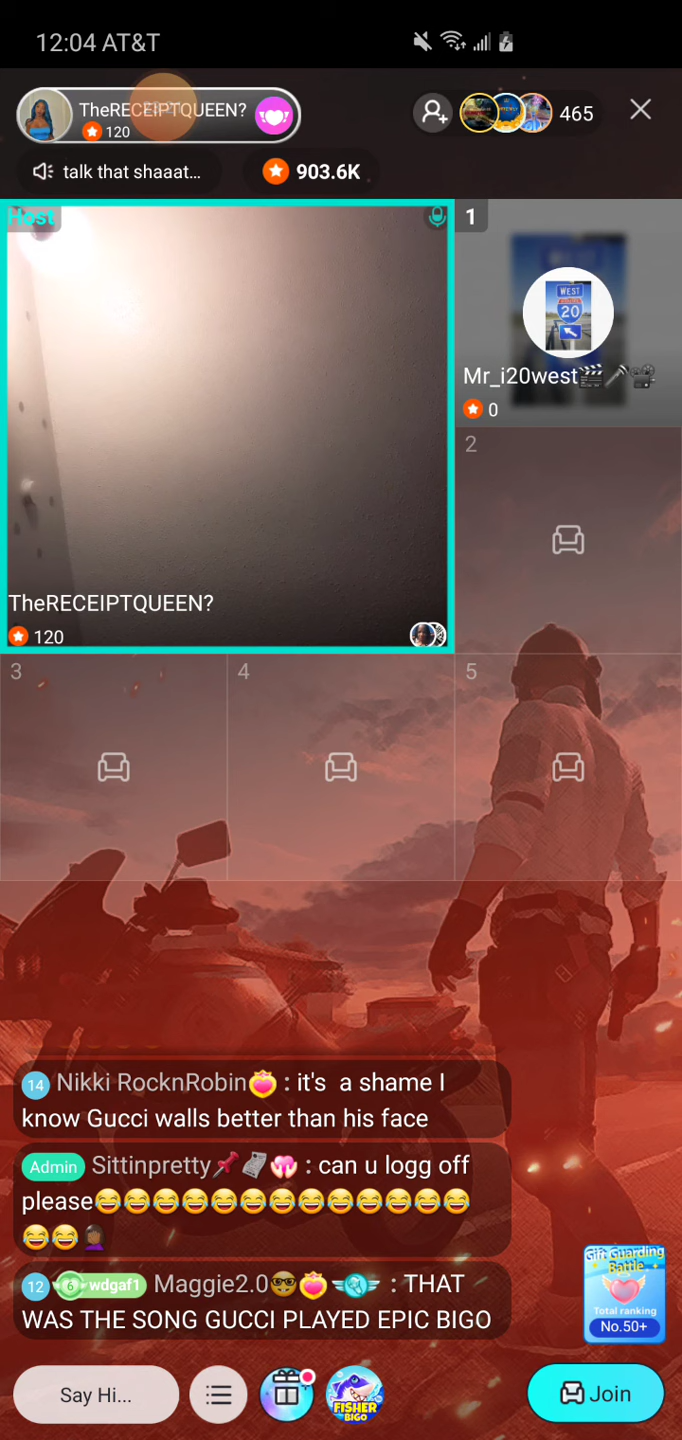 12:04 AT&T
TheRECEIPTQUEEN?
120
465
talk that shaaat...
903.6K
Host
1
WEST
20
Mr_i20west🎬🎤📽
0
2
TheRECEIPTQUEEN?
120
3
4
5
14 Nikki RocknRobin : it's a shame I
know Gucci walls better than his face
Admin Sittinpretty📌 : can u logg off
please😂😂😂😂😂😂😂😂😂😂😂😂😂
😂😂🤦🏾‍♀️
12 6 wdgaf1 Maggie2.0🤓 : THAT
WAS THE SONG GUCCI PLAYED EPIC BIGO
Gift Guarding
Battle
Total ranking
No.50+
Say Hi...
FISHER
BIGO
Join